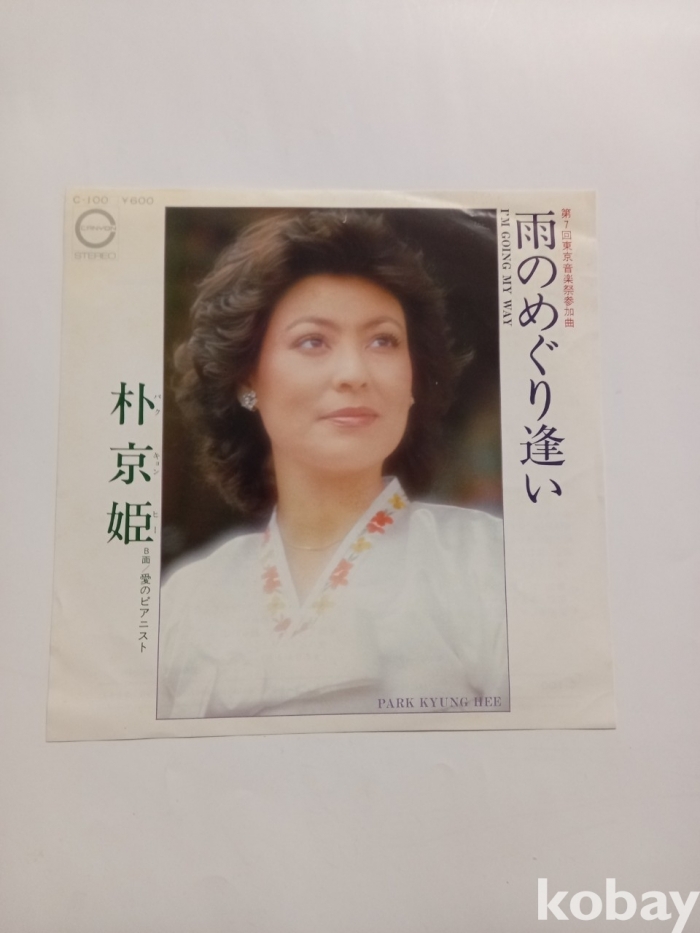 C-100 ¥600
CANYON
STEREO
第7回東京音楽祭参加曲
雨のめぐり逢い
I'M GOING MY WAY
朴京姫
パク キョン ヒー
B面/愛のピアニスト
PARK KYUNG HEE
kobay